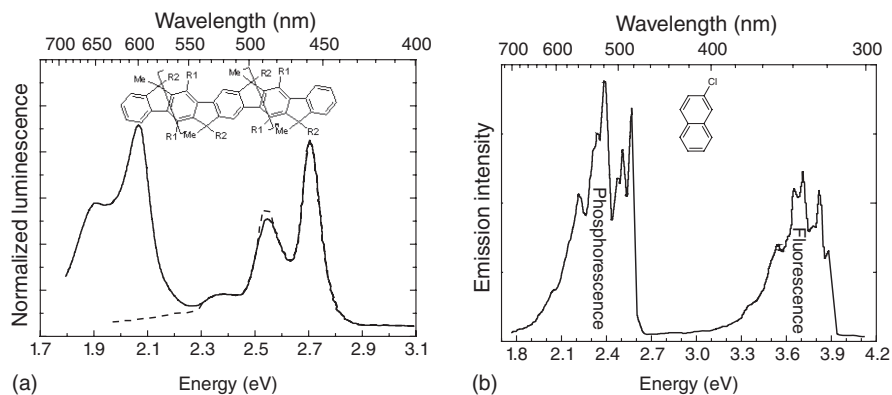 Wavelength (nm)
700 650 600 550 500 450 400
Normalized luminescence
R2 R1
Me R2
R2 R1
Me
R1 Me R2
R1 Me R2
n
1.7 1.9 2.1 2.3 2.5 2.7 2.9 3.1
Energy (eV)
(a)
Wavelength (nm)
700 600 500 400 300
Emission intensity
Cl
Phosphorescence
Fluorescence
1.8 2.1 2.4 2.7 3.0 3.3 3.6 3.9 4.2
Energy (eV)
(b)